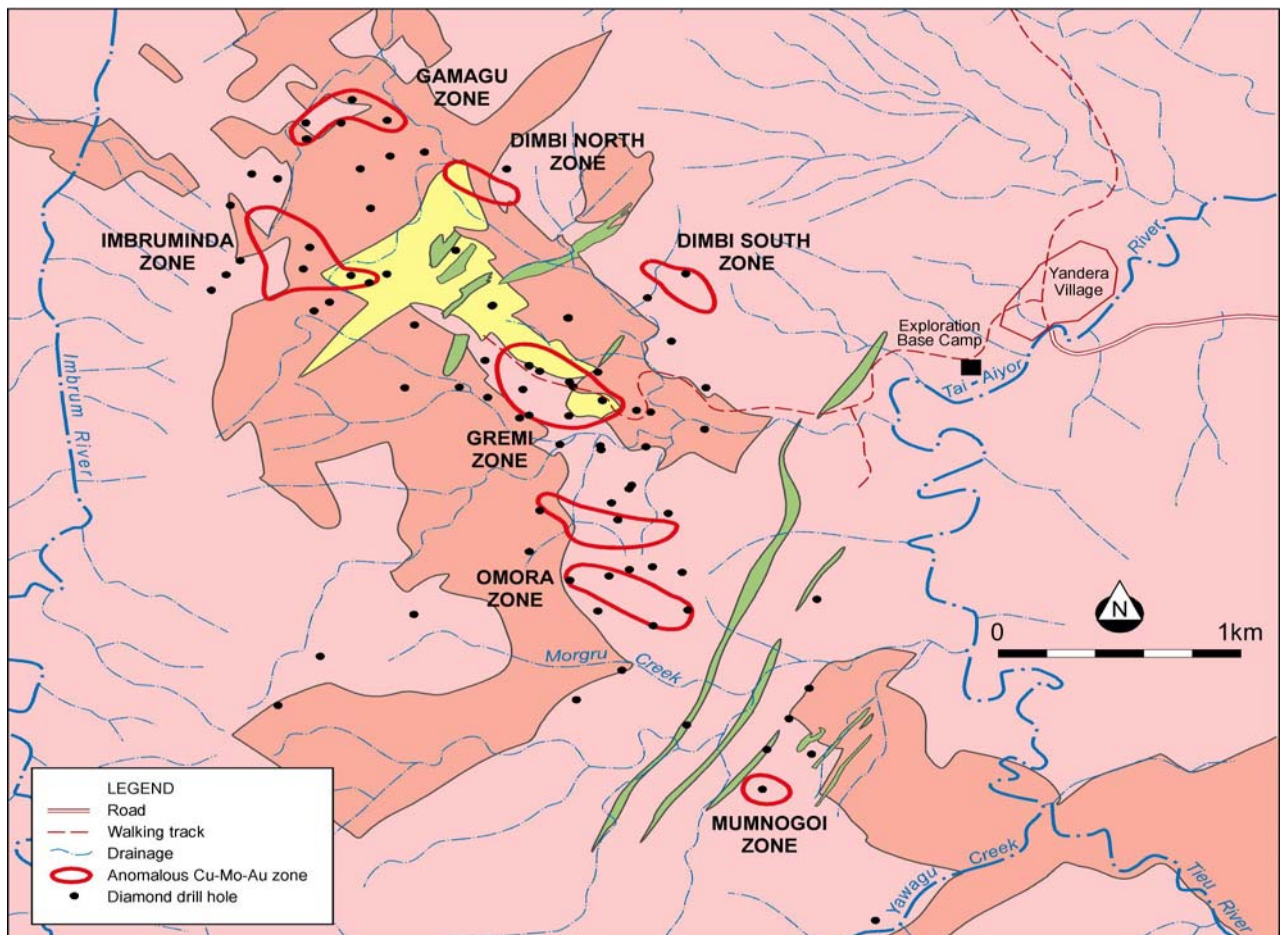 GAMAGU
ZONE
DIMBI NORTH
ZONE
IMBRUMINDA
ZONE
DIMBI SOUTH
ZONE
River
Yandera
Village
Exploration
Base Camp
Tai-Aiyor
Imbrum River
GREMI
ZONE
OMORA
ZONE
N
0 1km
Morgru Creek
MUMNOGOI
ZONE
Yawagu Creek
Tieu River
LEGEND
Road
Walking track
Drainage
Anomalous Cu-Mo-Au zone
Diamond drill hole